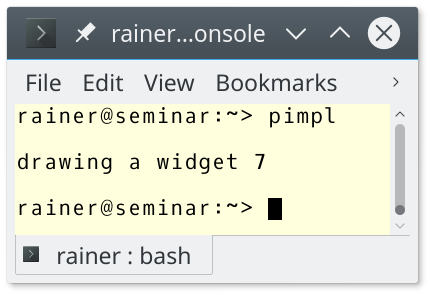 rainer...onsole
File Edit View Bookmarks
rainer@seminar:~> pimpl
drawing a widget 7
rainer@seminar:~>
rainer : bash